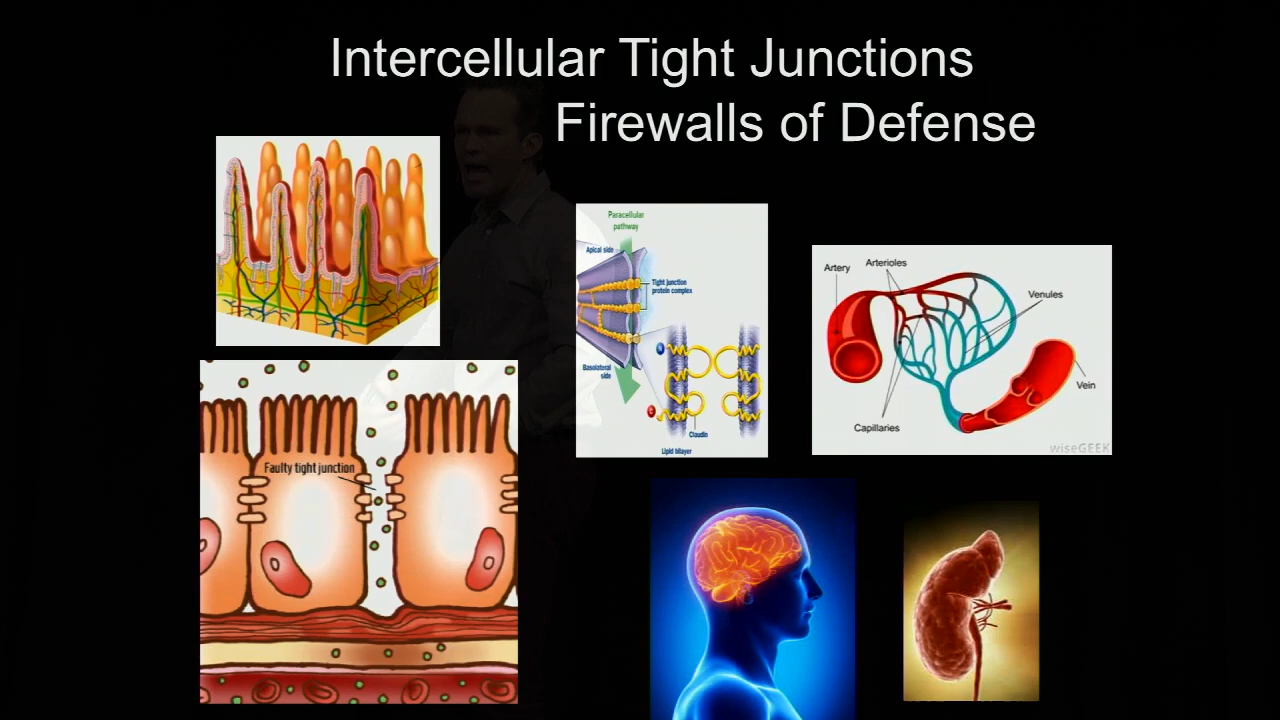 Intercellular Tight Junctions
Firewalls of Defense
Paracellular
pathway
Apical side
Tight junction
protein complex
Basolateral
side
N
C
Claudin
Lipid bilayer
Artery
Arterioles
Venules
Vein
Capillaries
wiseGEEK
Faulty tight junction